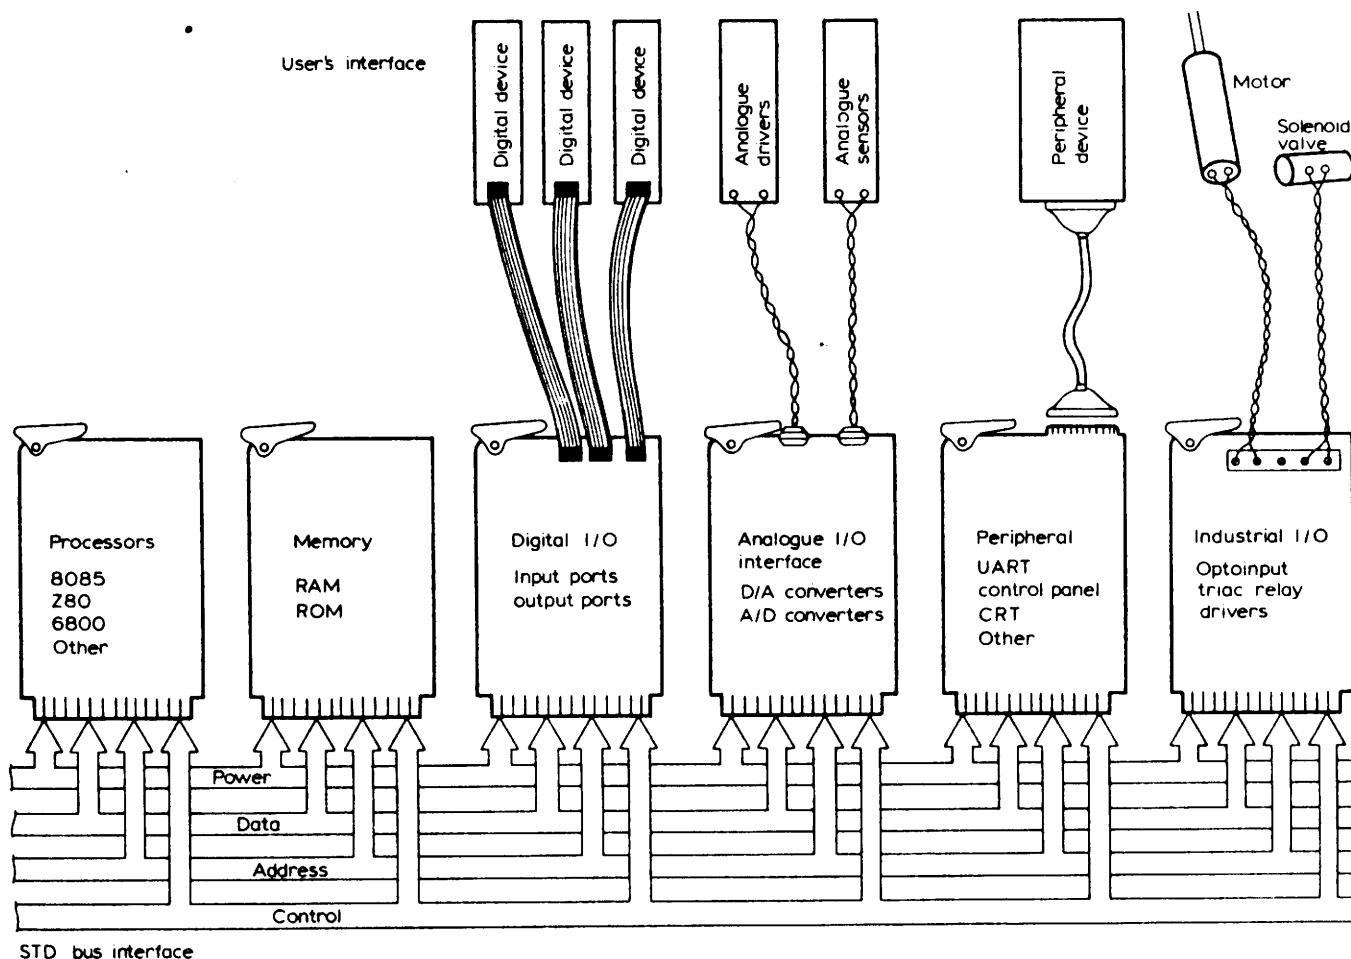 User's interface
Digital device
Digital device
Digital device
Analogue
drivers
Analogue
sensors
Peripheral
device
Motor
Solenoid
valve
Processors
8085
Z80
6800
Other
Memory
RAM
ROM
Digital I/O
Input ports
output ports
Analogue I/O
interface
D/A converters
A/D converters
Peripheral
UART
control panel
CRT
Other
Industrial I/O
Optoinput
triac relay
drivers
Power
Data
Address
Control
STD bus interface